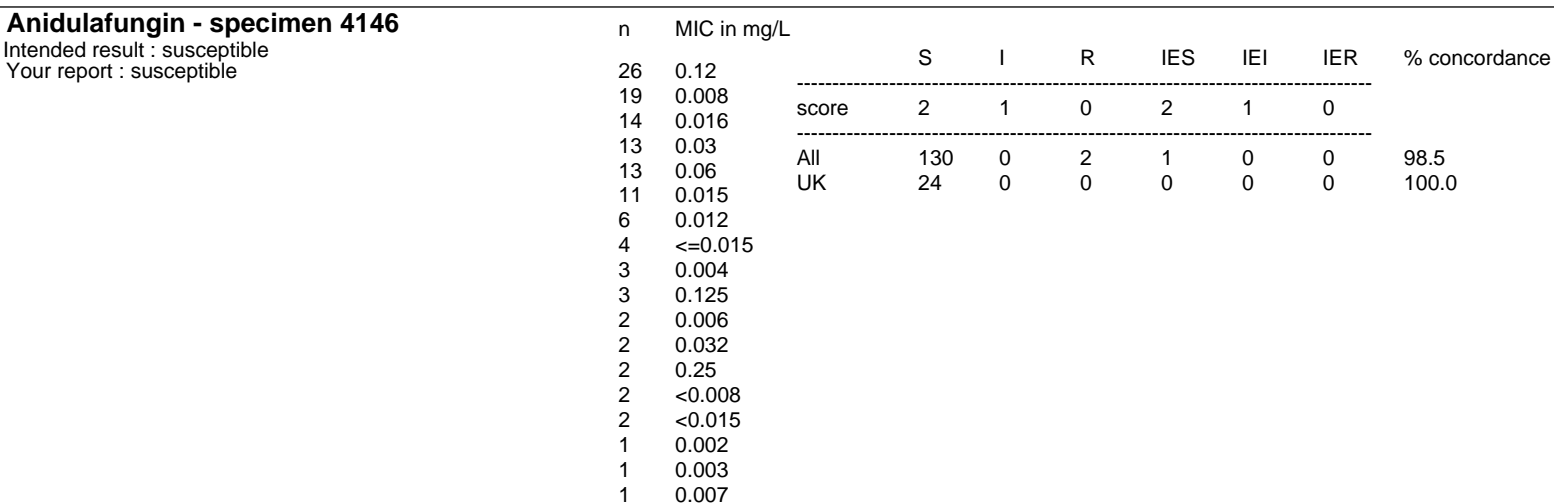 Anidulafungin - specimen 4146
Intended result : susceptible
Your report : susceptible
n MIC in mg/L
26 0.12
19 0.008
14 0.016
13 0.03
13 0.06
11 0.015
6 0.012
4 <=0.015
3 0.004
3 0.125
2 0.006
2 0.032
2 0.25
2 <0.008
2 <0.015
1 0.002
1 0.003
1 0.007
S I R IES IEI IER % concordance
--------------------------------------------------------------------------------
score 2 1 0 2 1 0
--------------------------------------------------------------------------------
All 130 0 2 1 0 0 98.5
UK 24 0 0 0 0 0 100.0